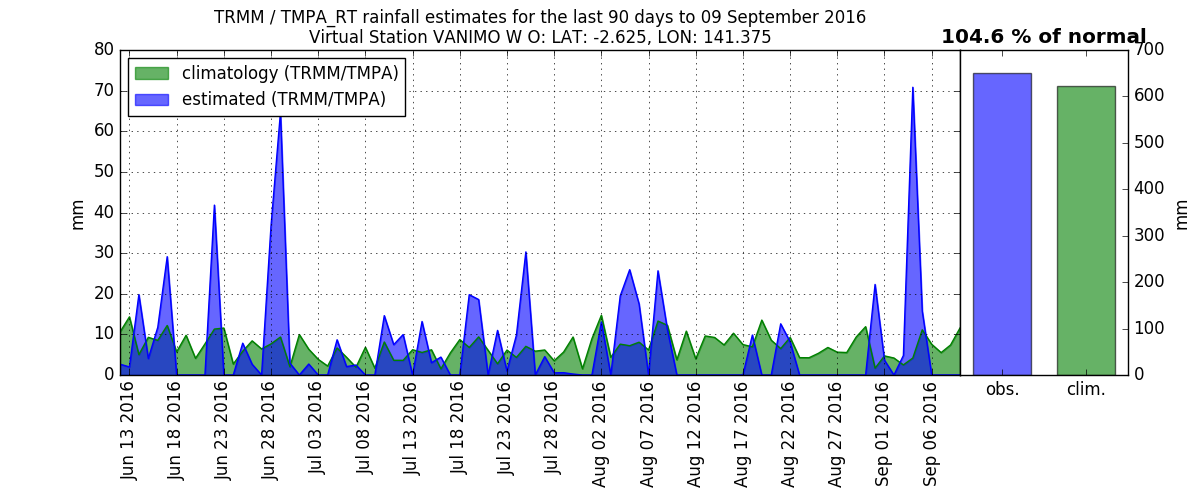 TRMM / TMPA_RT rainfall estimates for the last 90 days to 09 September 2016
Virtual Station VANIMO W O: LAT: -2.625, LON: 141.375
104.6 % of normal
climatology (TRMM/TMPA)
estimated (TRMM/TMPA)
80
70
60
50
40
30
20
10
0
mm
Jun 13 2016
Jun 18 2016
Jun 23 2016
Jun 28 2016
Jul 03 2016
Jul 08 2016
Jul 13 2016
Jul 18 2016
Jul 23 2016
Jul 28 2016
Aug 02 2016
Aug 07 2016
Aug 12 2016
Aug 17 2016
Aug 22 2016
Aug 27 2016
Sep 01 2016
Sep 06 2016
700
600
500
400
300
200
100
0
mm
obs.
clim.